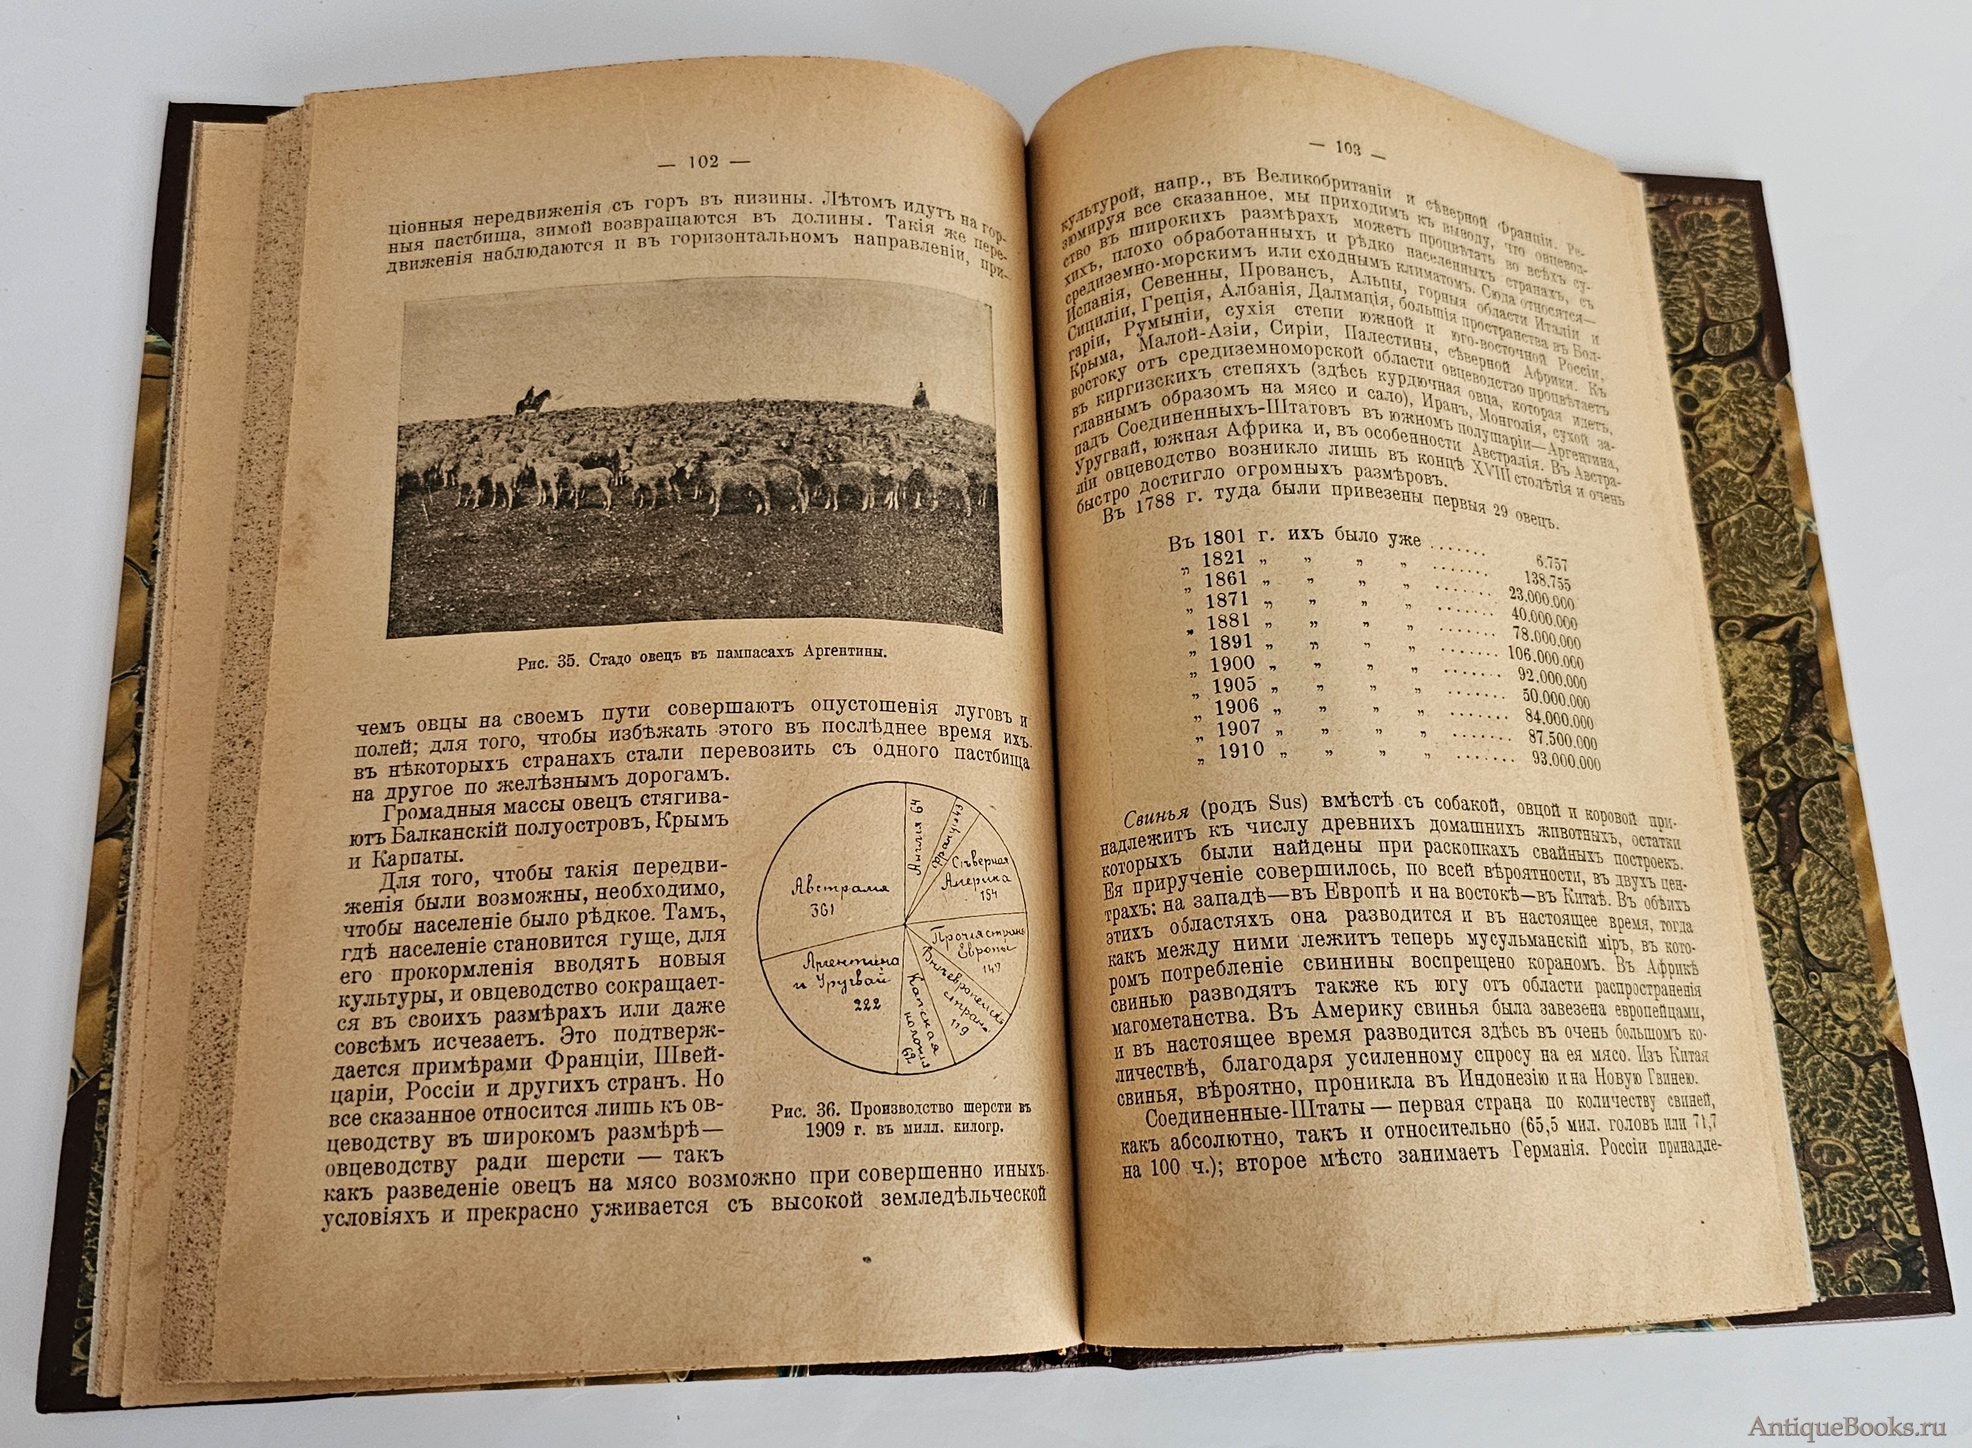 — 102 —
ціонныя передвиженія съ горъ въ низины. Лѣтомъ идутъ на гор-
ныя пастбища, зимой возвращаются въ долины. Такія же пере-
движенія наблюдаются и въ горизонтальномъ направленіи, при-
Рис. 35. Стадо овецъ въ пампасахъ Аргентины.
чемъ овцы на своемъ пути совершаютъ опустошенія луговъ и
полей; для того, чтобы избѣжать этого въ послѣднее время ихъ
въ нѣкоторыхъ странахъ стали перевозить съ одного пастбища
на другое по желѣзнымъ дорогамъ.
Громадныя массы овецъ стягива-
ютъ Балканскій полуостровъ, Крымъ
и Карпаты.
Для того, чтобы такія передви-
женія были возможны, необходимо,
чтобы населеніе было рѣдкое. Тамъ,
гдѣ населеніе становится гуще, для
его прокормленія вводятъ новыя
культуры, и овцеводство сокращает-
ся въ своихъ размѣрахъ или даже
совсѣмъ исчезаетъ. Это подтверж-
дается примѣрами Франціи, Швей-
царіи, Россіи и другихъ странъ. Но
все сказанное относится лишь къ ов-
цеводству въ широкомъ размѣрѣ—
овцеводству ради шерсти — такъ
какъ разведеніе овецъ на мясо возможно при совершенно иныхъ
условіяхъ и прекрасно уживается съ высокой земледѣльческой
Англія 64
Франція 43
Сѣверная
Америка
154
Австралія
361
Прочія страны
Европы
147
Внѣевропейск.
страны
119
Аргентина
и Уругвай
222
Капская
колонія
62
Рис. 36. Производство шерсти въ
1909 г. въ милл. килогр.
— 103 —
культурой, напр., въ Великобританіи и сѣверной Франціи. Ре-
зюмируя все сказанное, мы приходимъ къ выводу, что овцевод-
ство въ широкихъ размѣрахъ можетъ процвѣтать во всѣхъ су-
хихъ, плохо обработанныхъ и рѣдко населенныхъ странахъ, съ
средиземно-морскимъ или сходнымъ климатомъ. Сюда относятся—
Испанія, Севенны, Провансъ, Альпы, горныя области Италіи и
Сициліи, Греція, Албанія, Далмація, большія пространства въ Бол-
гаріи, Румыніи, сухія степи южной и юго-восточной Россіи,
Крыма, Малой-Азіи, Сиріи, Палестины, сѣверной Африки. Къ
востоку отъ средиземноморской области овцеводство процвѣтаетъ
въ киргизскихъ степяхъ (здѣсь курдючная овца, которая идетъ,
главнымъ образомъ на мясо и сало), Иранъ, Монголія, сухой за-
падъ Соединенныхъ-Штатовъ въ южномъ полушаріи—Аргентина,
Уругвай, южная Африка и, въ особенности Австралія. Въ Австра-
ліи овцеводство возникло лишь въ концѣ XVIII столѣтія и очень
быстро достигло огромныхъ размѣровъ.
Въ 1788 г. туда были привезены первыя 29 овецъ.
Въ 1801 г. ихъ было уже ....... 6.757
„ 1821 „ „ „ „ ....... 138.755
„ 1861 „ „ „ „ ....... 23.000.000
„ 1871 „ „ „ „ ....... 40.000.000
„ 1881 „ „ „ „ ....... 78.000.000
„ 1891 „ „ „ „ ....... 106.000.000
„ 1900 „ „ „ „ ....... 92.000.000
„ 1905 „ „ „ „ ....... 50.000.000
„ 1906 „ „ „ „ ....... 84.000.000
„ 1907 „ „ „ „ ....... 87.500.000
„ 1910 „ „ „ „ ....... 93.000.000
Свинья (родъ Sus) вмѣстѣ съ собакой, овцой и коровой при-
надлежитъ къ числу древнихъ домашнихъ животныхъ, остатки
которыхъ были найдены при раскопкахъ свайныхъ построекъ.
Ея прирученіе совершилось, по всей вѣроятности, въ двухъ цен-
трахъ: на западѣ—въ Европѣ и на востокѣ—въ Китаѣ. Въ обѣихъ
этихъ областяхъ она разводится и въ настоящее время, тогда
какъ между ними лежитъ теперь мусульманскій міръ, въ кото-
ромъ потребленіе свинины воспрещено кораномъ. Въ Африкѣ
свинью разводятъ также къ югу отъ области распространенія
магометанства. Въ Америку свинья была завезена европейцами,
и въ настоящее время разводится здѣсь въ очень большомъ ко-
личествѣ, благодаря усиленному спросу на ея мясо. Изъ Китая
свинья, вѣроятно, проникла въ Индонезію и на Новую Гвинею.
Соединенные-Штаты — первая страна по количеству свиней,
какъ абсолютно, такъ и относительно (65,5 мил. головъ или 71,7
на 100 ч.); второе мѣсто занимаетъ Германія. Россіи принадле-
AntiqueBooks.ru